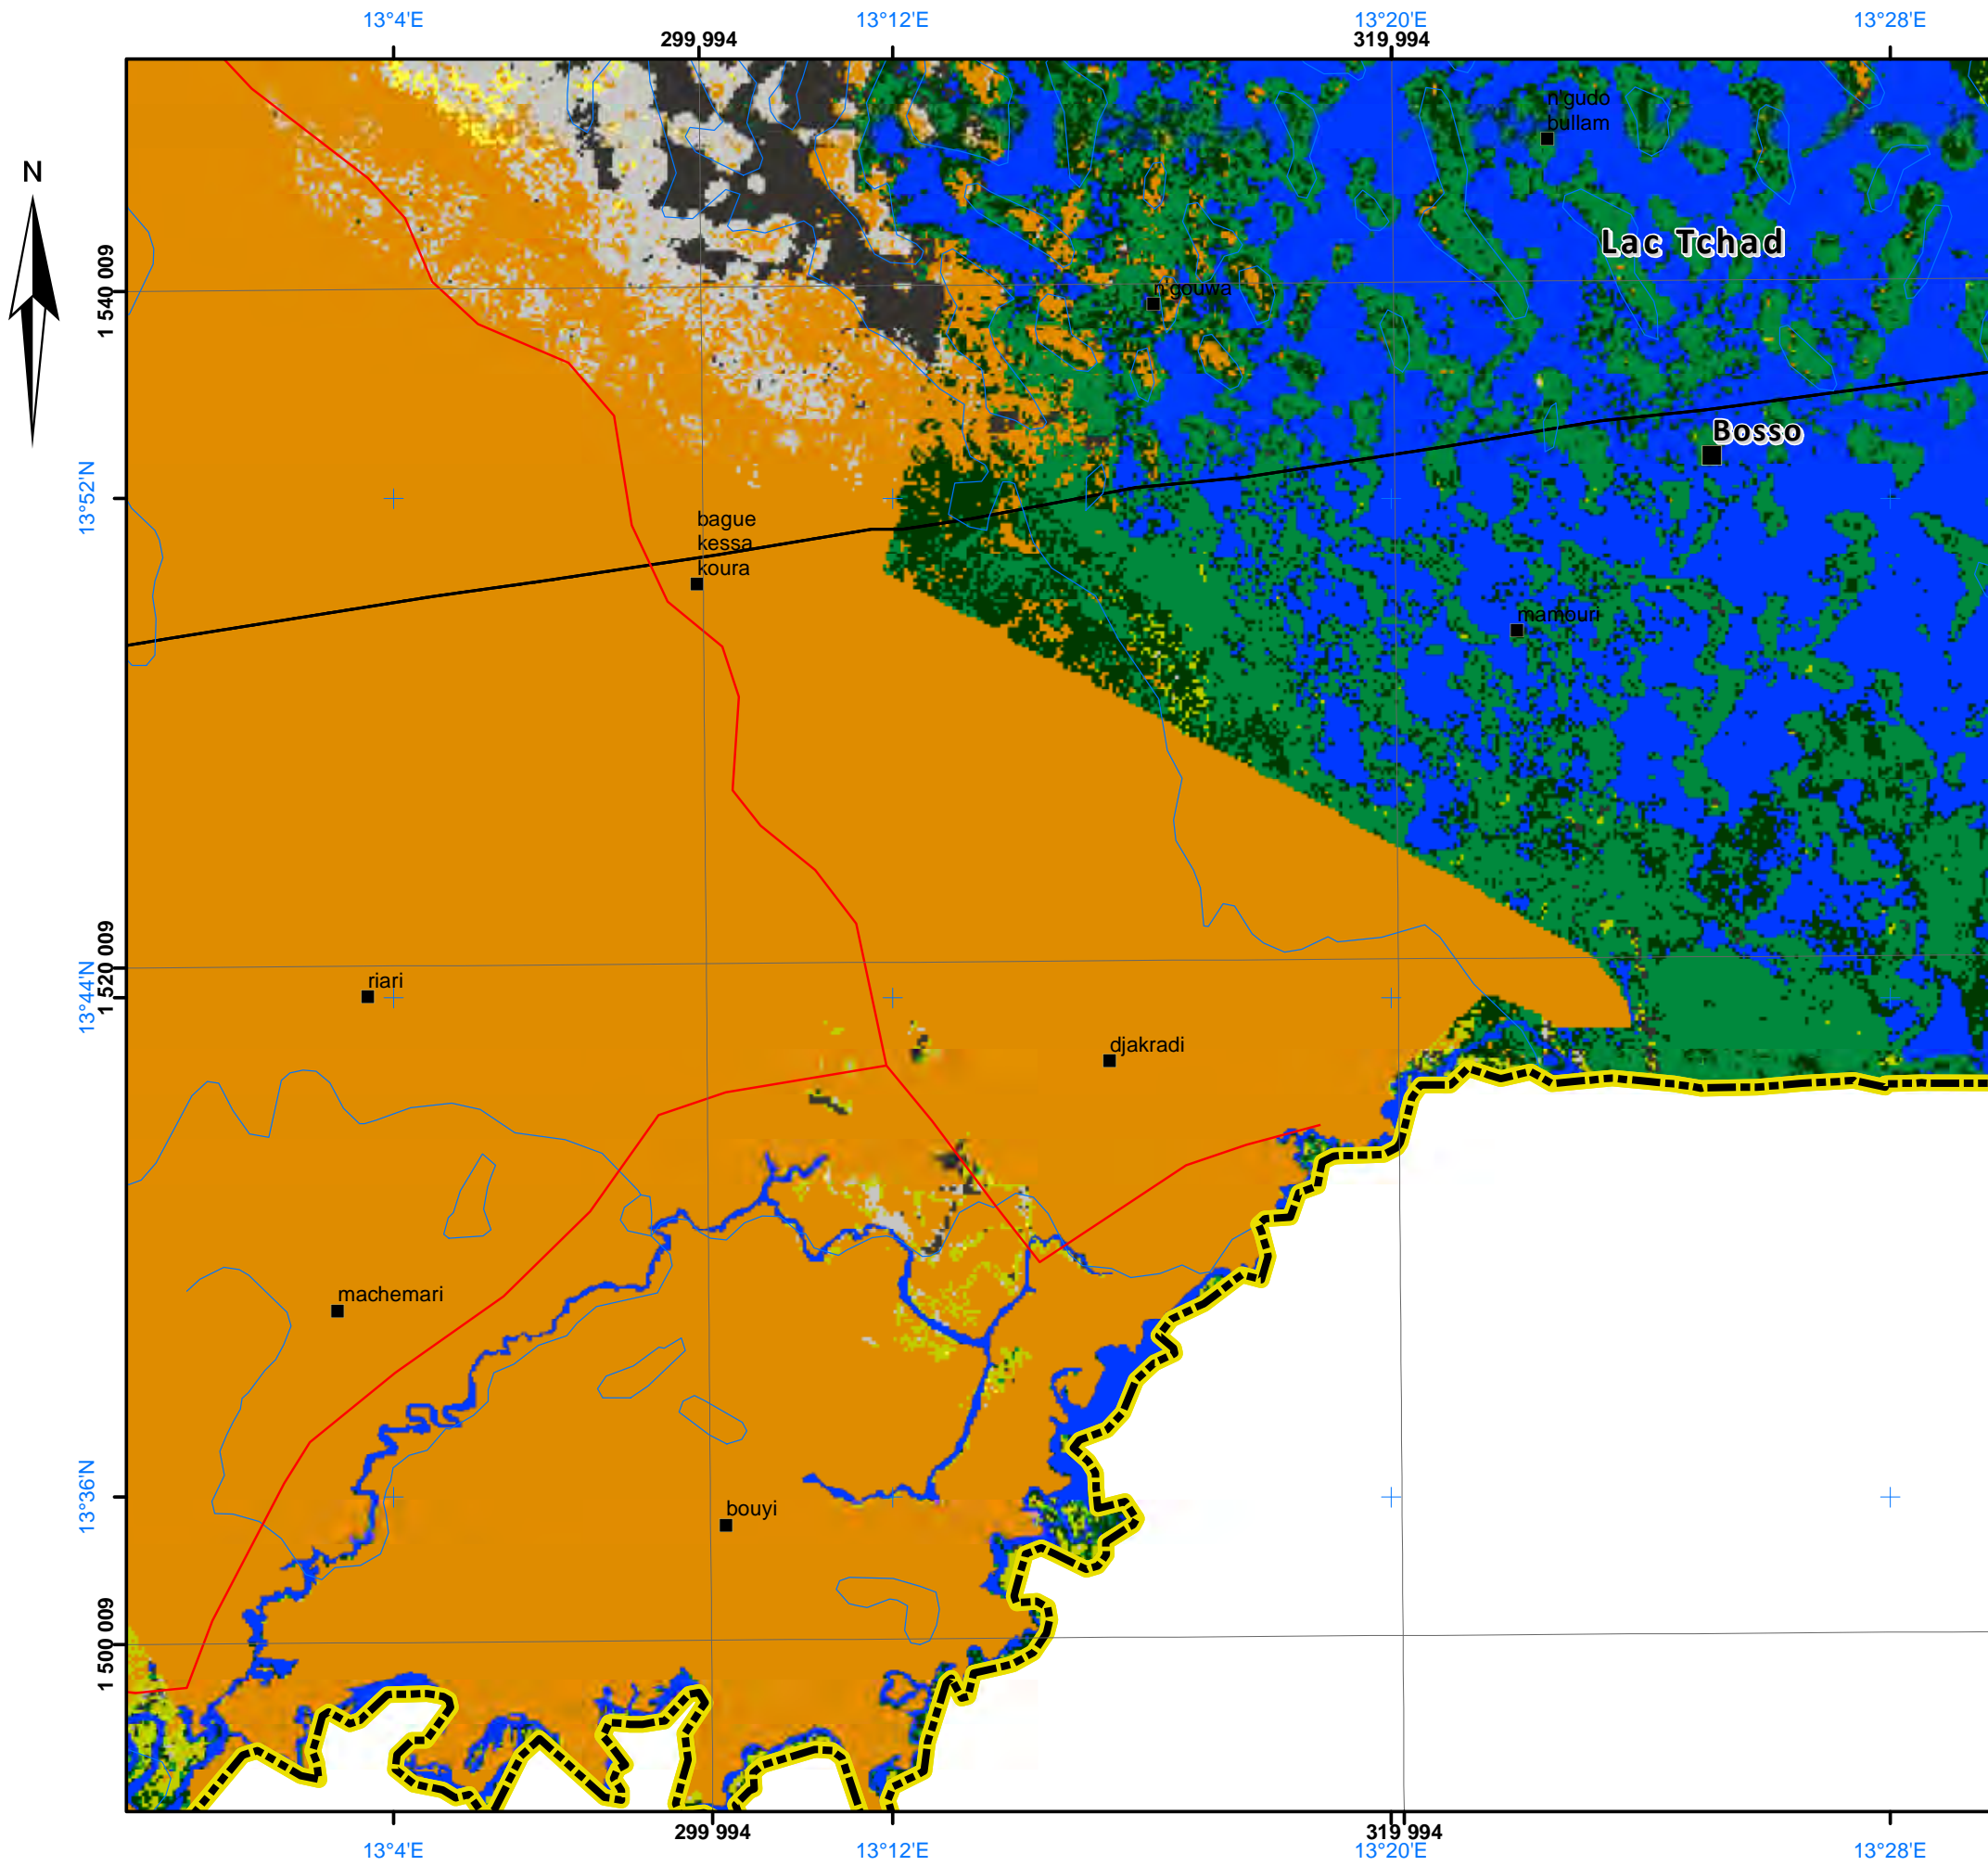 13°4'E 13°12'E 13°20'E 13°28'E
299 994 319 994
n'gudo
bullam
N
Lac Tchad
1 540 009
n'gouwa
Bosso
13°52'N
bague
kessa
koura
mamouri
1 520 009
13°44'N
riari
djakradi
machemari
13°36'N
bouyi
1 500 009
299 994 319 994
13°4'E 13°12'E 13°20'E 13°28'E